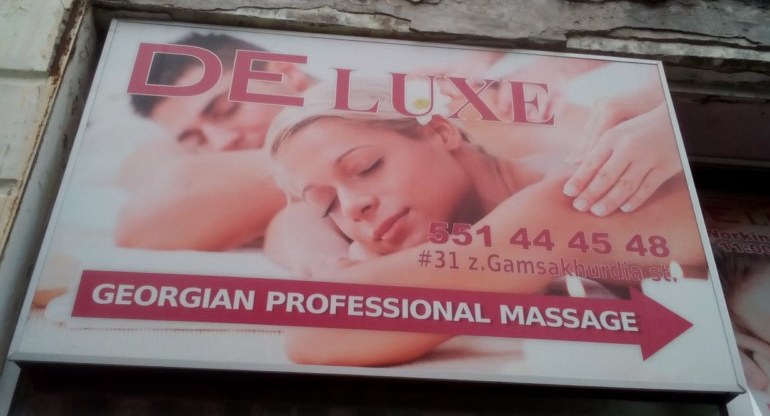 DE LUXE
551 44 45 48
#31 z.Gamsakhurdia st.
GEORGIAN PROFESSIONAL MASSAGE